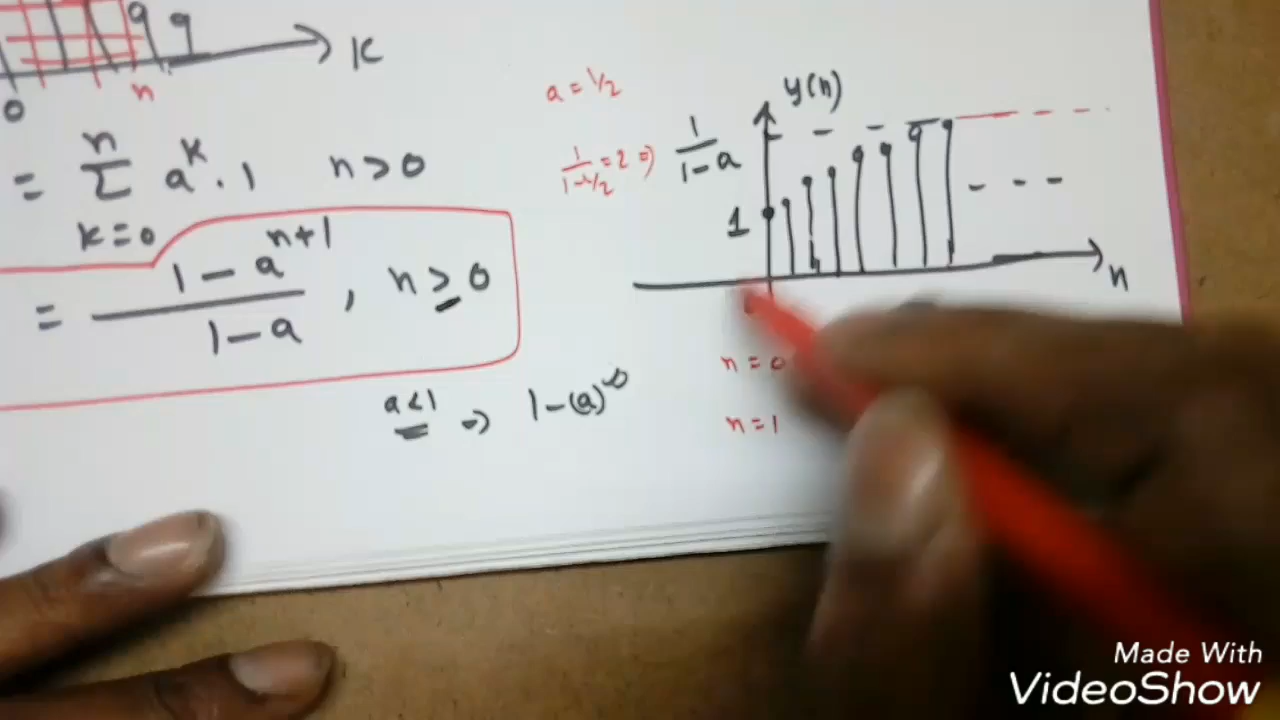 0 n K
= n Σ k=0 a^k . 1 n > 0
= 1 - a^{n+1} / 1 - a , n ≥ 0
a < 1 ⇒ 1 - (a)^∞
a = 1/2
1/(1-1/2) = 2 ⇒ 1/(1-a)
y(n)
1
n
n = 0
n = 1
Made With
VideoShow